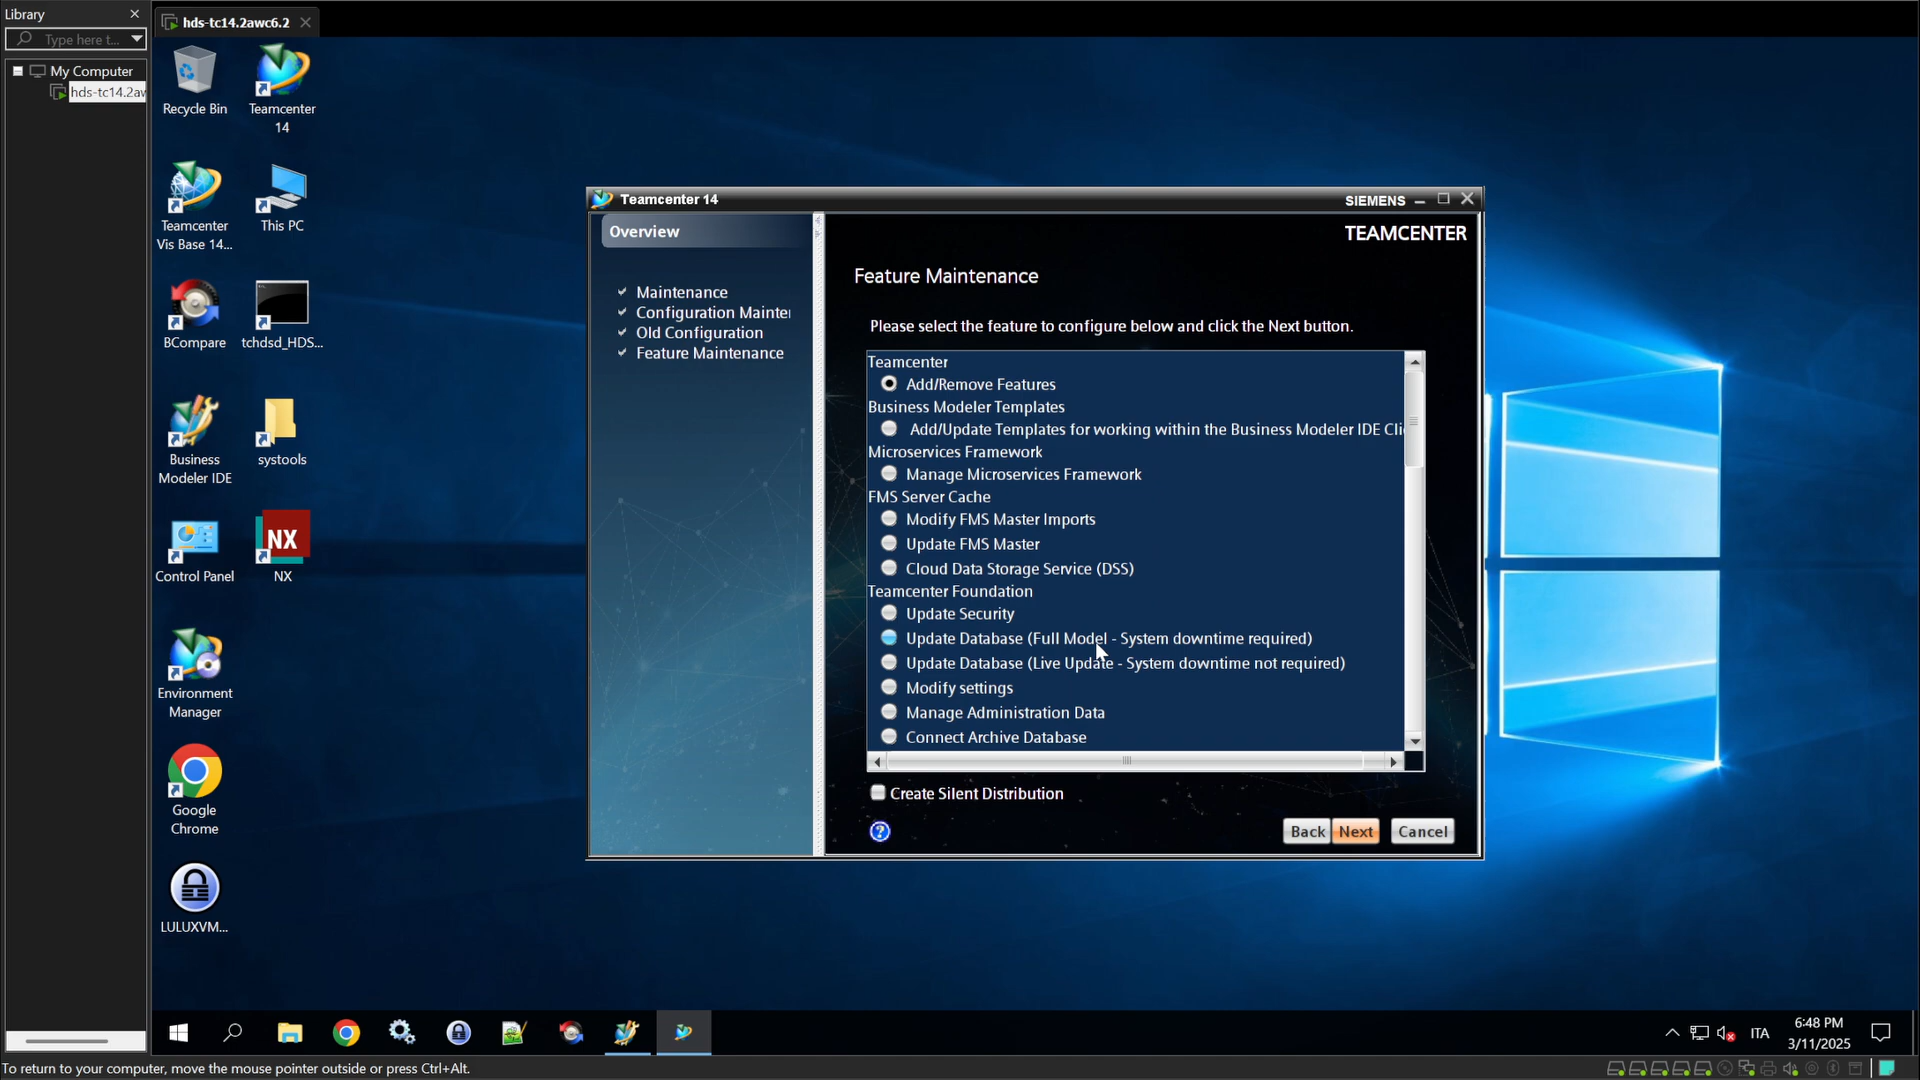 Library
hds-tc14.2awc6.2
Type here t...
My Computer
hds-tc14.2aw
Recycle Bin
Teamcenter
14
Teamcenter
Vis Base 14...
This PC
BCompare
tchdsd_HDS...
Business
Modeler IDE
systools
Control Panel
NX
NX
Environment
Manager
Google
Chrome
LULUXVM...
Teamcenter 14
SIEMENS
Overview
TEAMCENTER
Maintenance
Configuration Mainter
Old Configuration
Feature Maintenance
Feature Maintenance
Please select the feature to configure below and click the Next button.
Teamcenter
Add/Remove Features
Business Modeler Templates
Add/Update Templates for working within the Business Modeler IDE Cli
Microservices Framework
Manage Microservices Framework
FMS Server Cache
Modify FMS Master Imports
Update FMS Master
Cloud Data Storage Service (DSS)
Teamcenter Foundation
Update Security
Update Database (Full Model - System downtime required)
Update Database (Live Update - System downtime not required)
Modify settings
Manage Administration Data
Connect Archive Database
Create Silent Distribution
?
Back
Next
Cancel
ITA
6:48 PM
3/11/2025
To return to your computer, move the mouse pointer outside or press Ctrl+Alt.